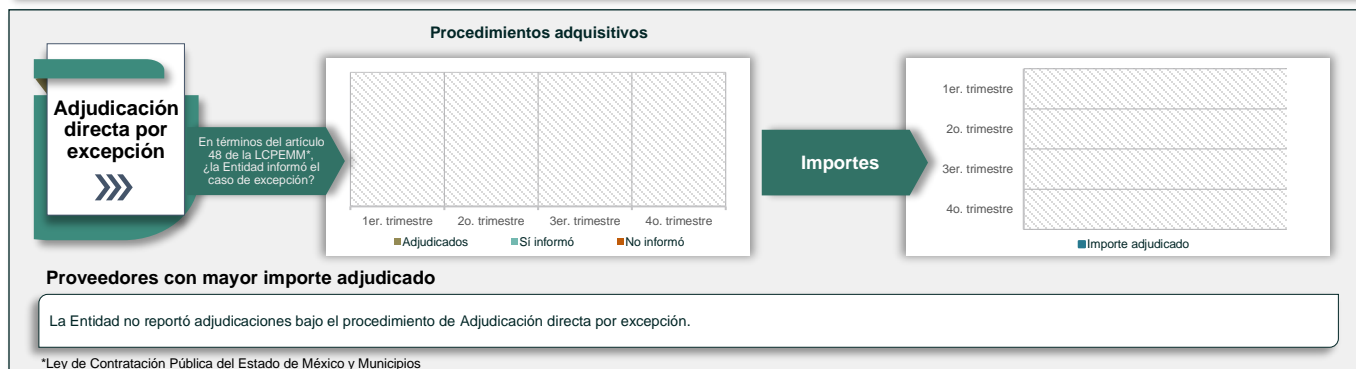 Procedimientos adquisitivos
Adjudicación
directa por
excepción
En términos del artículo
48 de la LCPEMM*,
¿la Entidad informó el
caso de excepción?
1er. trimestre
2o. trimestre
3er. trimestre
4o. trimestre
Adjudicados
Sí informó
No informó
Importes
1er. trimestre
2o. trimestre
3er. trimestre
4o. trimestre
Importe adjudicado
Proveedores con mayor importe adjudicado
La Entidad no reportó adjudicaciones bajo el procedimiento de Adjudicación directa por excepción.
*Ley de Contratación Pública del Estado de México y Municipios